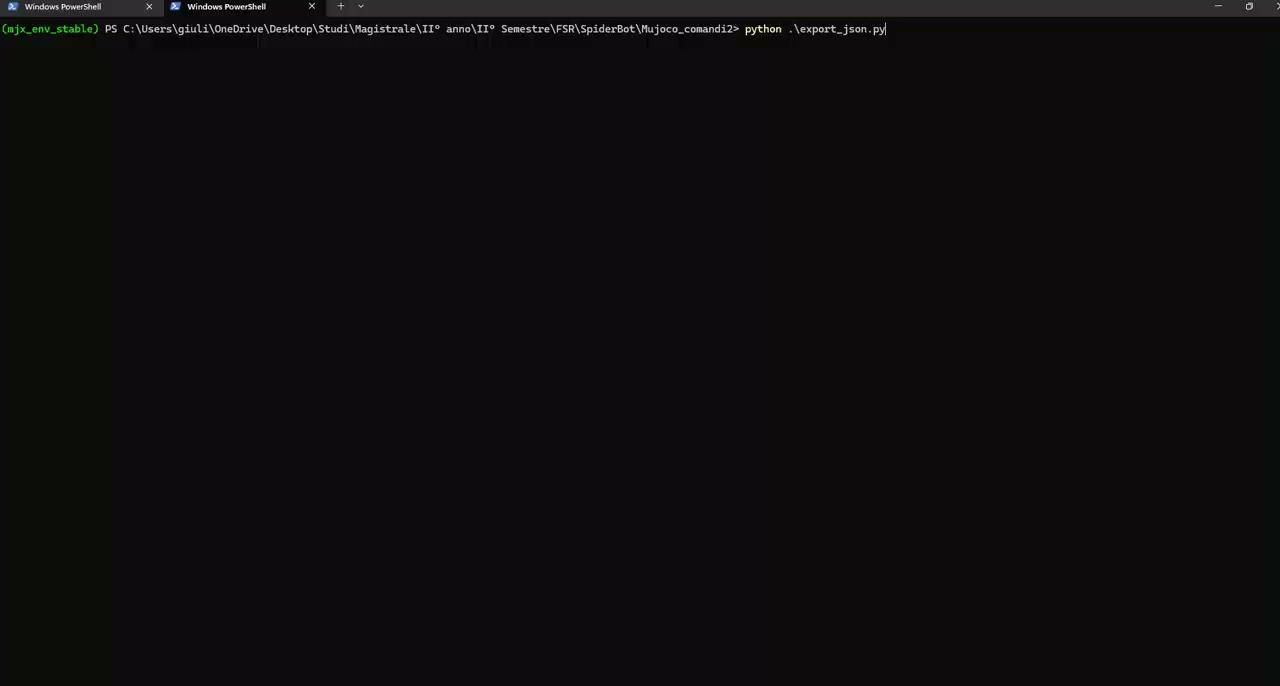 Windows PowerShell
Windows PowerShell
(mjx_env_stable) PS C:\Users\giuli\OneDrive\Desktop\Studi\Magistrale\II° anno\II° Semestre\FSR\SpiderBot\Mujoco_comandi2> python .\export_json.py